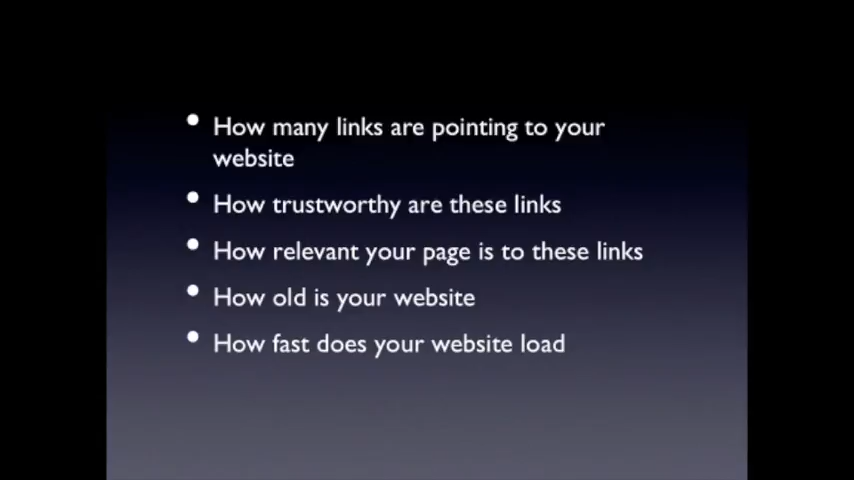 • How many links are pointing to your
website
• How trustworthy are these links
• How relevant your page is to these links
• How old is your website
• How fast does your website load